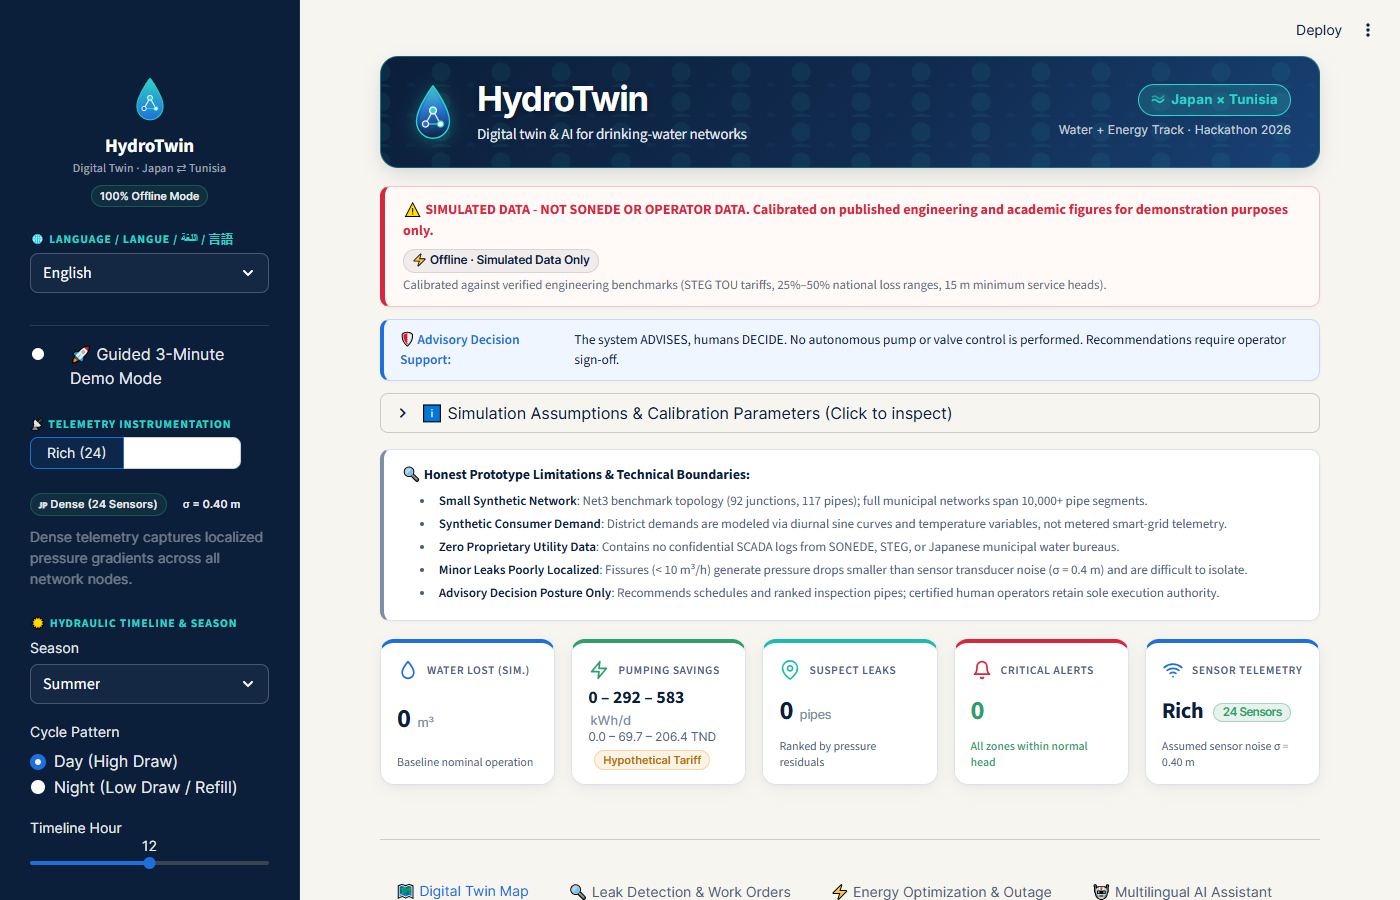 Deploy
HydroTwin
Digital Twin · Japan ⇄ Tunisia
100% Offline Mode
LANGUAGE / LANGUE / اللغة / 言語
English
🚀 Guided 3-Minute
Demo Mode
TELEMETRY INSTRUMENTATION
Rich (24)
JP Dense (24 Sensors)
σ = 0.40 m
Dense telemetry captures localized
pressure gradients across all
network nodes.
HYDRAULIC TIMELINE & SEASON
Season
Summer
Cycle Pattern
Day (High Draw)
Night (Low Draw / Refill)
Timeline Hour
12
HydroTwin
Digital twin & AI for drinking-water networks
Japan × Tunisia
Water + Energy Track · Hackathon 2026
⚠️ SIMULATED DATA - NOT SONEDE OR OPERATOR DATA. Calibrated on published engineering and academic figures for demonstration purposes
only.
⚡ Offline · Simulated Data Only
Calibrated against verified engineering benchmarks (STEG TOU tariffs, 25%–50% national loss ranges, 15 m minimum service heads).
Advisory Decision
Support:
The system ADVISES, humans DECIDE. No autonomous pump or valve control is performed. Recommendations require operator
sign-off.
ℹ️ Simulation Assumptions & Calibration Parameters (Click to inspect)
🔍 Honest Prototype Limitations & Technical Boundaries:
• Small Synthetic Network: Net3 benchmark topology (92 junctions, 117 pipes); full municipal networks span 10,000+ pipe segments.
• Synthetic Consumer Demand: District demands are modeled via diurnal sine curves and temperature variables, not metered smart-grid telemetry.
• Zero Proprietary Utility Data: Contains no confidential SCADA logs from SONEDE, STEG, or Japanese municipal water bureaus.
• Minor Leaks Poorly Localized: Fissures (< 10 m³/h) generate pressure drops smaller than sensor transducer noise (σ = 0.4 m) and are difficult to isolate.
• Advisory Decision Posture Only: Recommends schedules and ranked inspection pipes; certified human operators retain sole execution authority.
WATER LOST (SIM.)
0 m³
Baseline nominal operation
PUMPING SAVINGS
0 – 292 – 583
kWh/d
0.0 – 69.7 – 206.4 TND
Hypothetical Tariff
SUSPECT LEAKS
0 pipes
Ranked by pressure
residuals
CRITICAL ALERTS
0
All zones within normal
head
SENSOR TELEMETRY
Rich 24 Sensors
Assumed sensor noise σ =
0.40 m
Digital Twin Map
Leak Detection & Work Orders
Energy Optimization & Outage
Multilingual AI Assistant